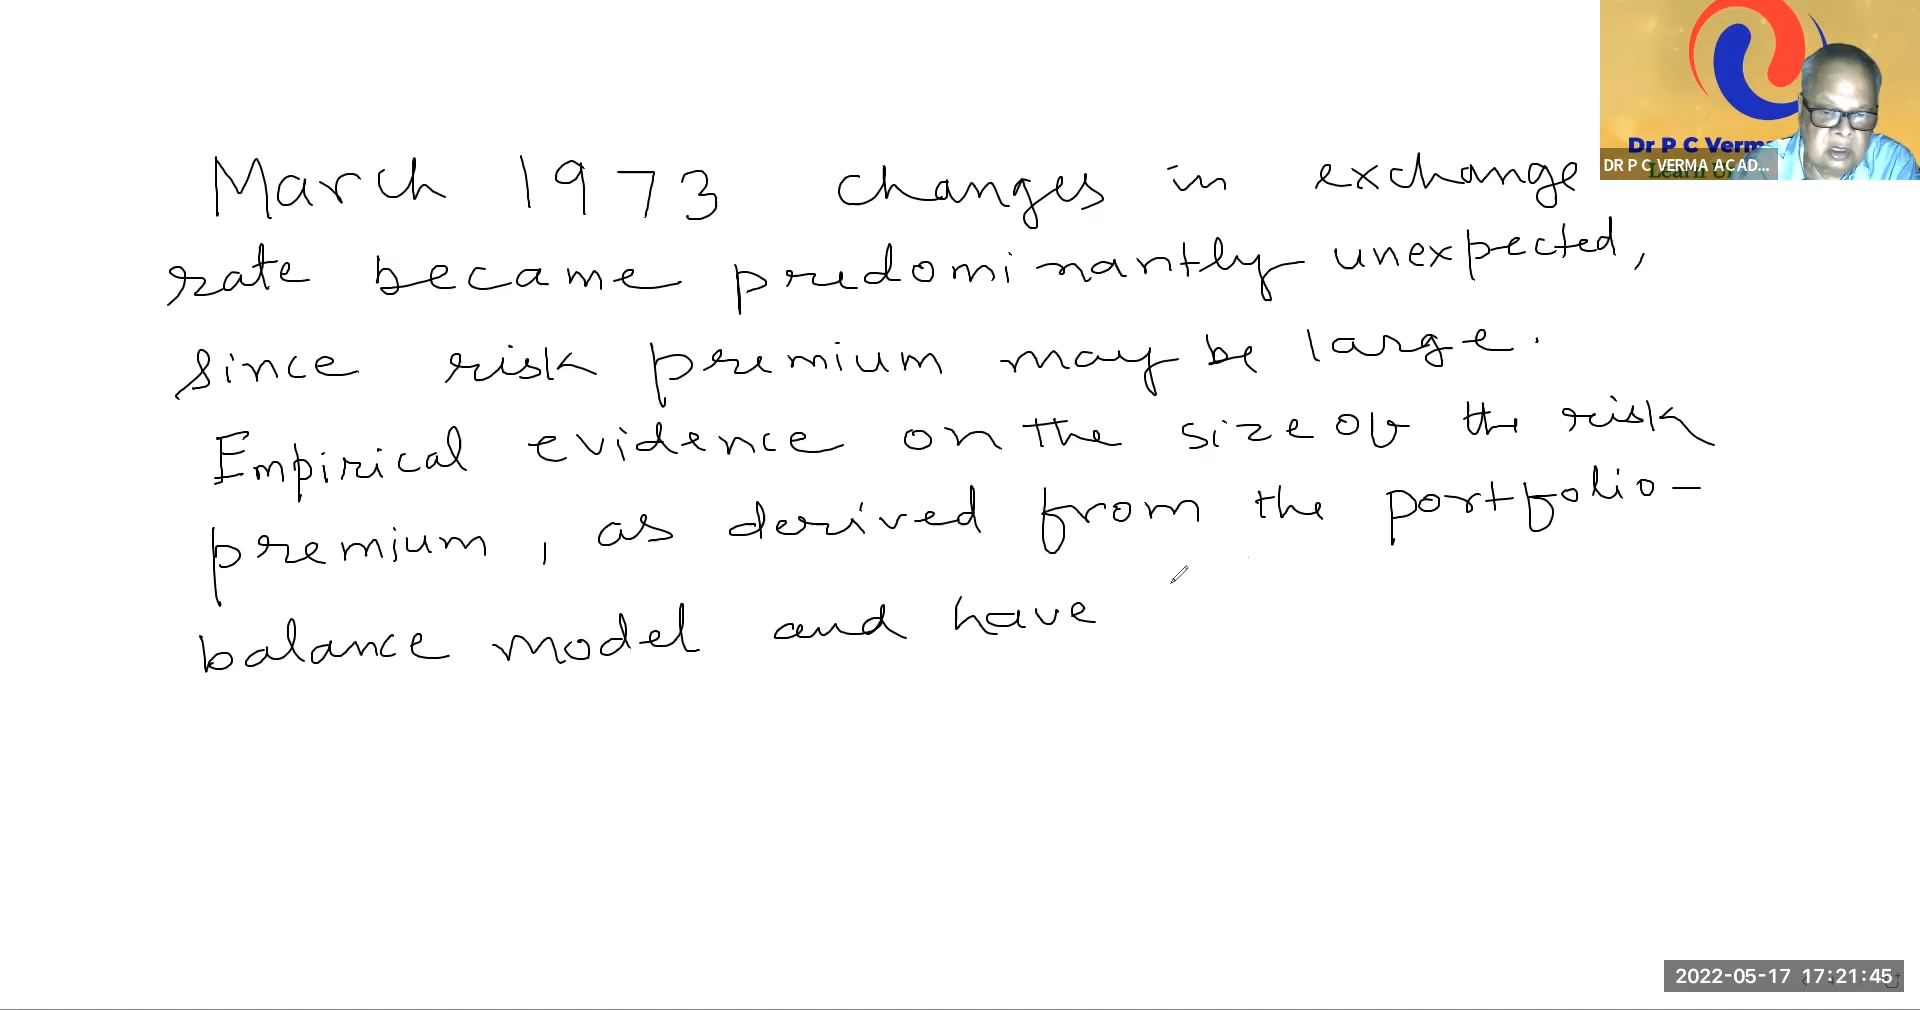 Dr P C Verma
DR P C VERMA ACAD...
March 1973 changes in exchange
rate became predominantly unexpected,
since risk premium may be large.
Empirical evidence on the size of the risk
premium, as derived from the portfolio-
balance model and have
2022-05-17 17:21:45